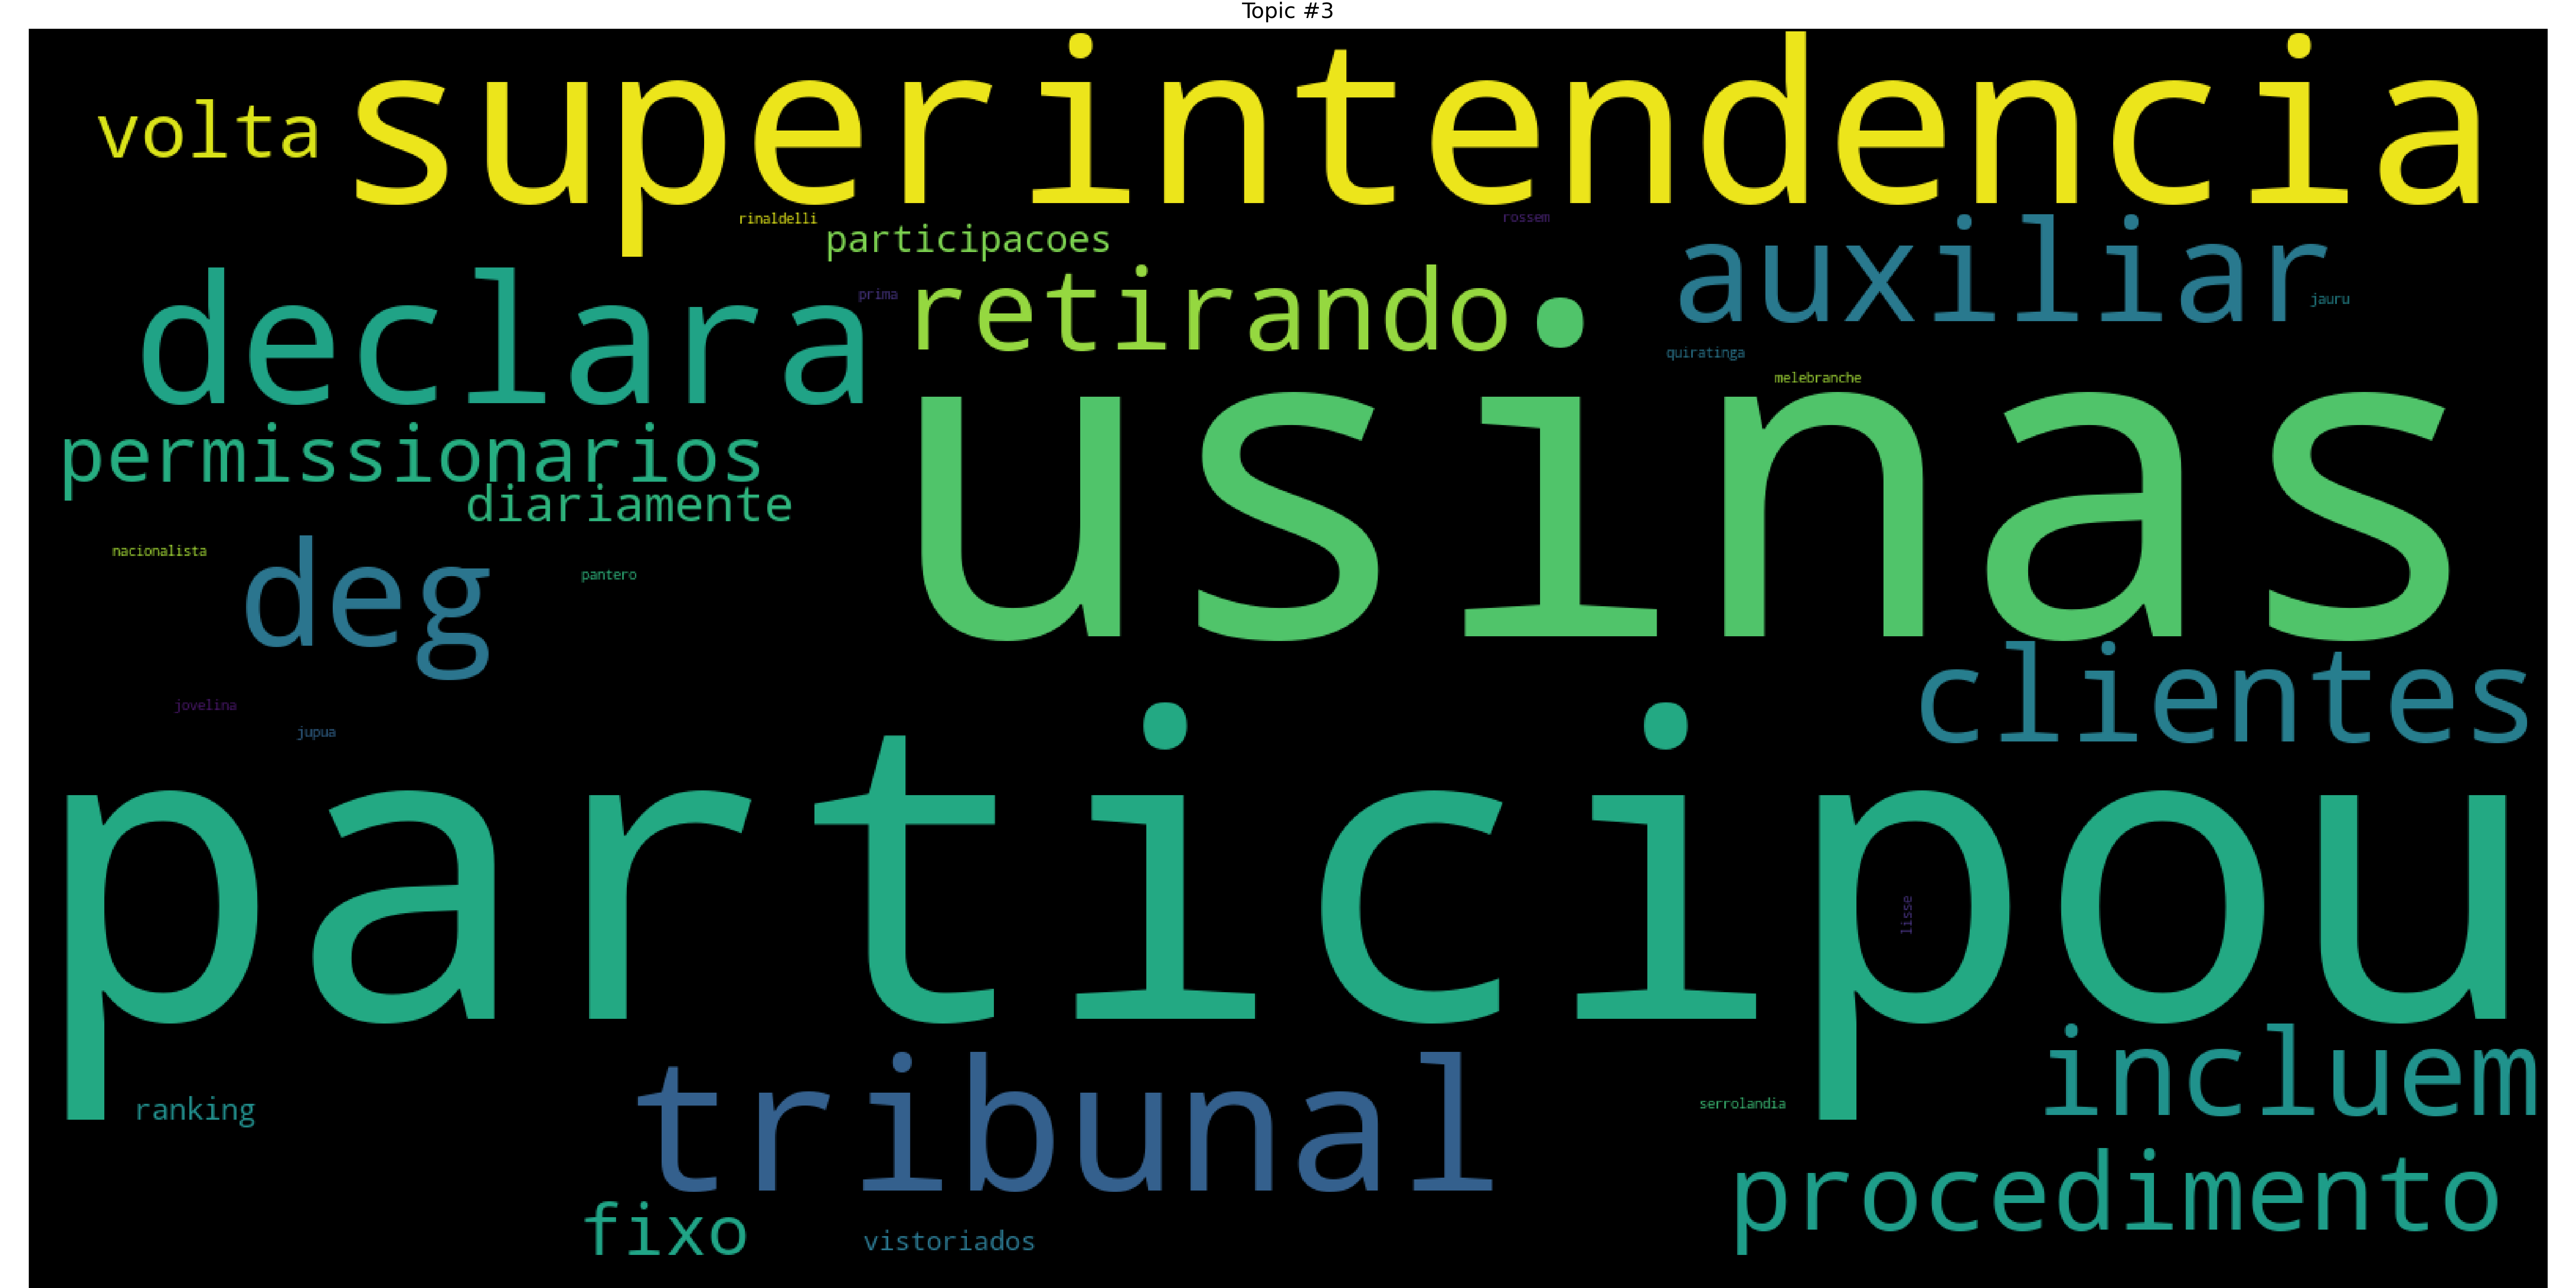 Topic #3
superintendencia
volta
rinaldelli
rossem
participacoes
auxiliar
declara
prima
retirando
jauru
quiratinga
melebranche
usinas
permissionarios
diariamente
nacionalista
pantero
deg
clientes
jovelina
jupua
participou
lisse
incluem
ranking
tribunal
serrolandia
procedimento
fixo
vistoriados